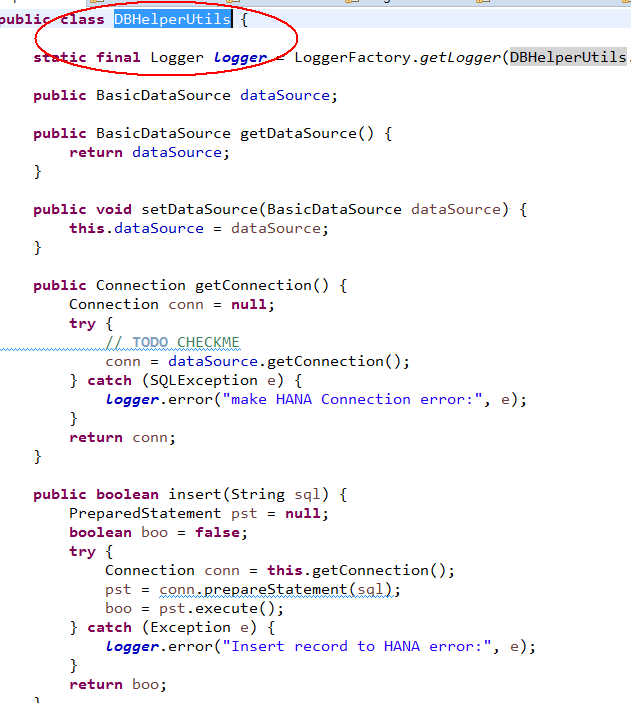 public class DBHelperUtils {
static final Logger logger = LoggerFactory.getLogger(DBHelperUtils.
public BasicDataSource dataSource;
public BasicDataSource getDataSource() {
return dataSource;
}
public void setDataSource(BasicDataSource dataSource) {
this.dataSource = dataSource;
}
public Connection getConnection() {
Connection conn = null;
try {
// TODO CHECKME
conn = dataSource.getConnection();
} catch (SQLException e) {
logger.error("make HANA Connection error:", e);
}
return conn;
}
public boolean insert(String sql) {
PreparedStatement pst = null;
boolean boo = false;
try {
Connection conn = this.getConnection();
pst = conn.prepareStatement(sql);
boo = pst.execute();
} catch (Exception e) {
logger.error("Insert record to HANA error:", e);
}
return boo;
}